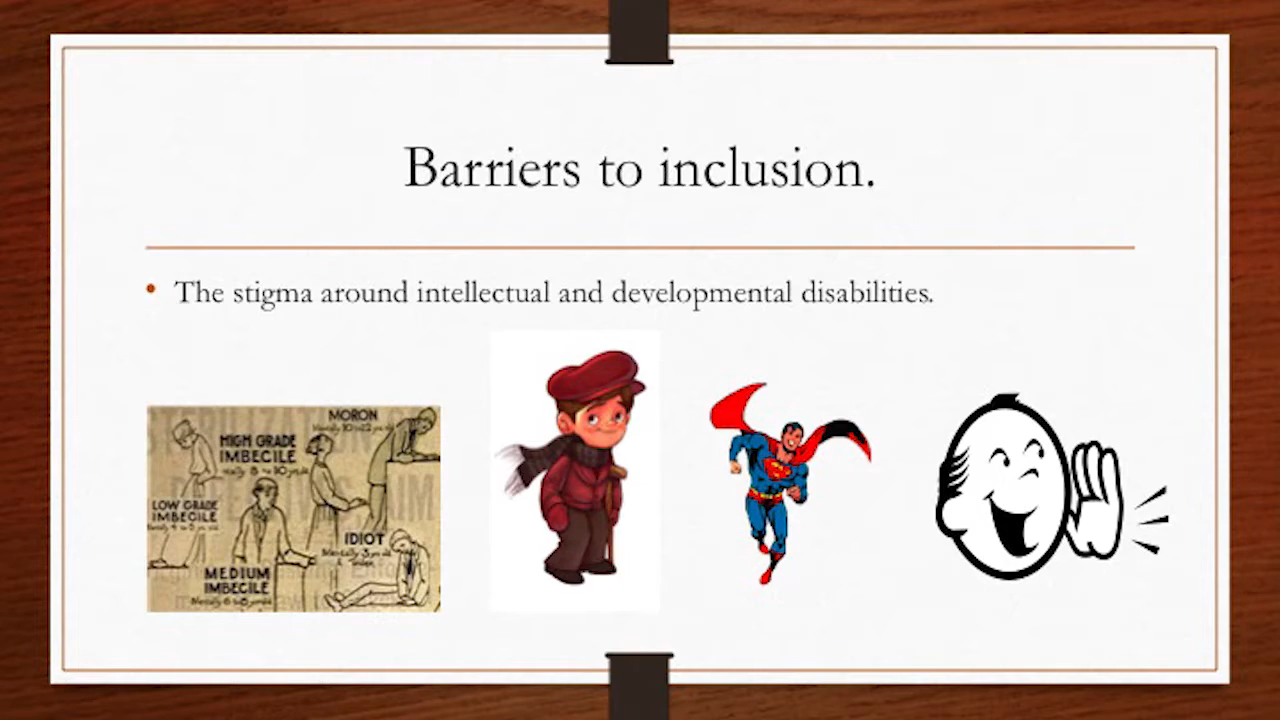 Barriers to inclusion.
• The stigma around intellectual and developmental disabilities.
MORON
HIGH GRADE
IMBECILE
LOW GRADE
IMBECILE
IDIOT
MEDIUM
IMBECILE